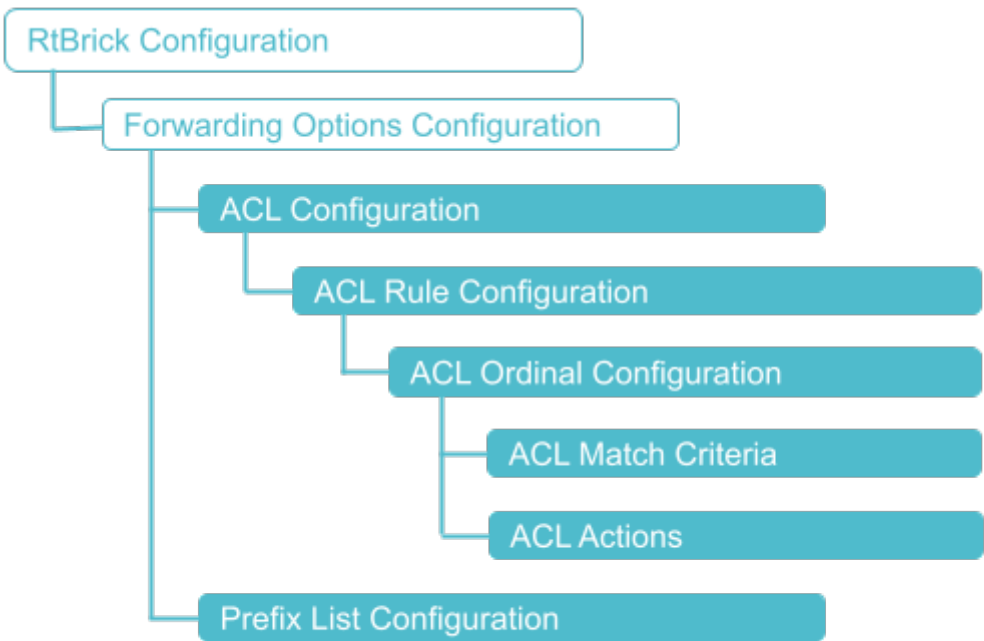 RtBrick Configuration
Forwarding Options Configuration
ACL Configuration
ACL Rule Configuration
ACL Ordinal Configuration
ACL Match Criteria
ACL Actions
Prefix List Configuration